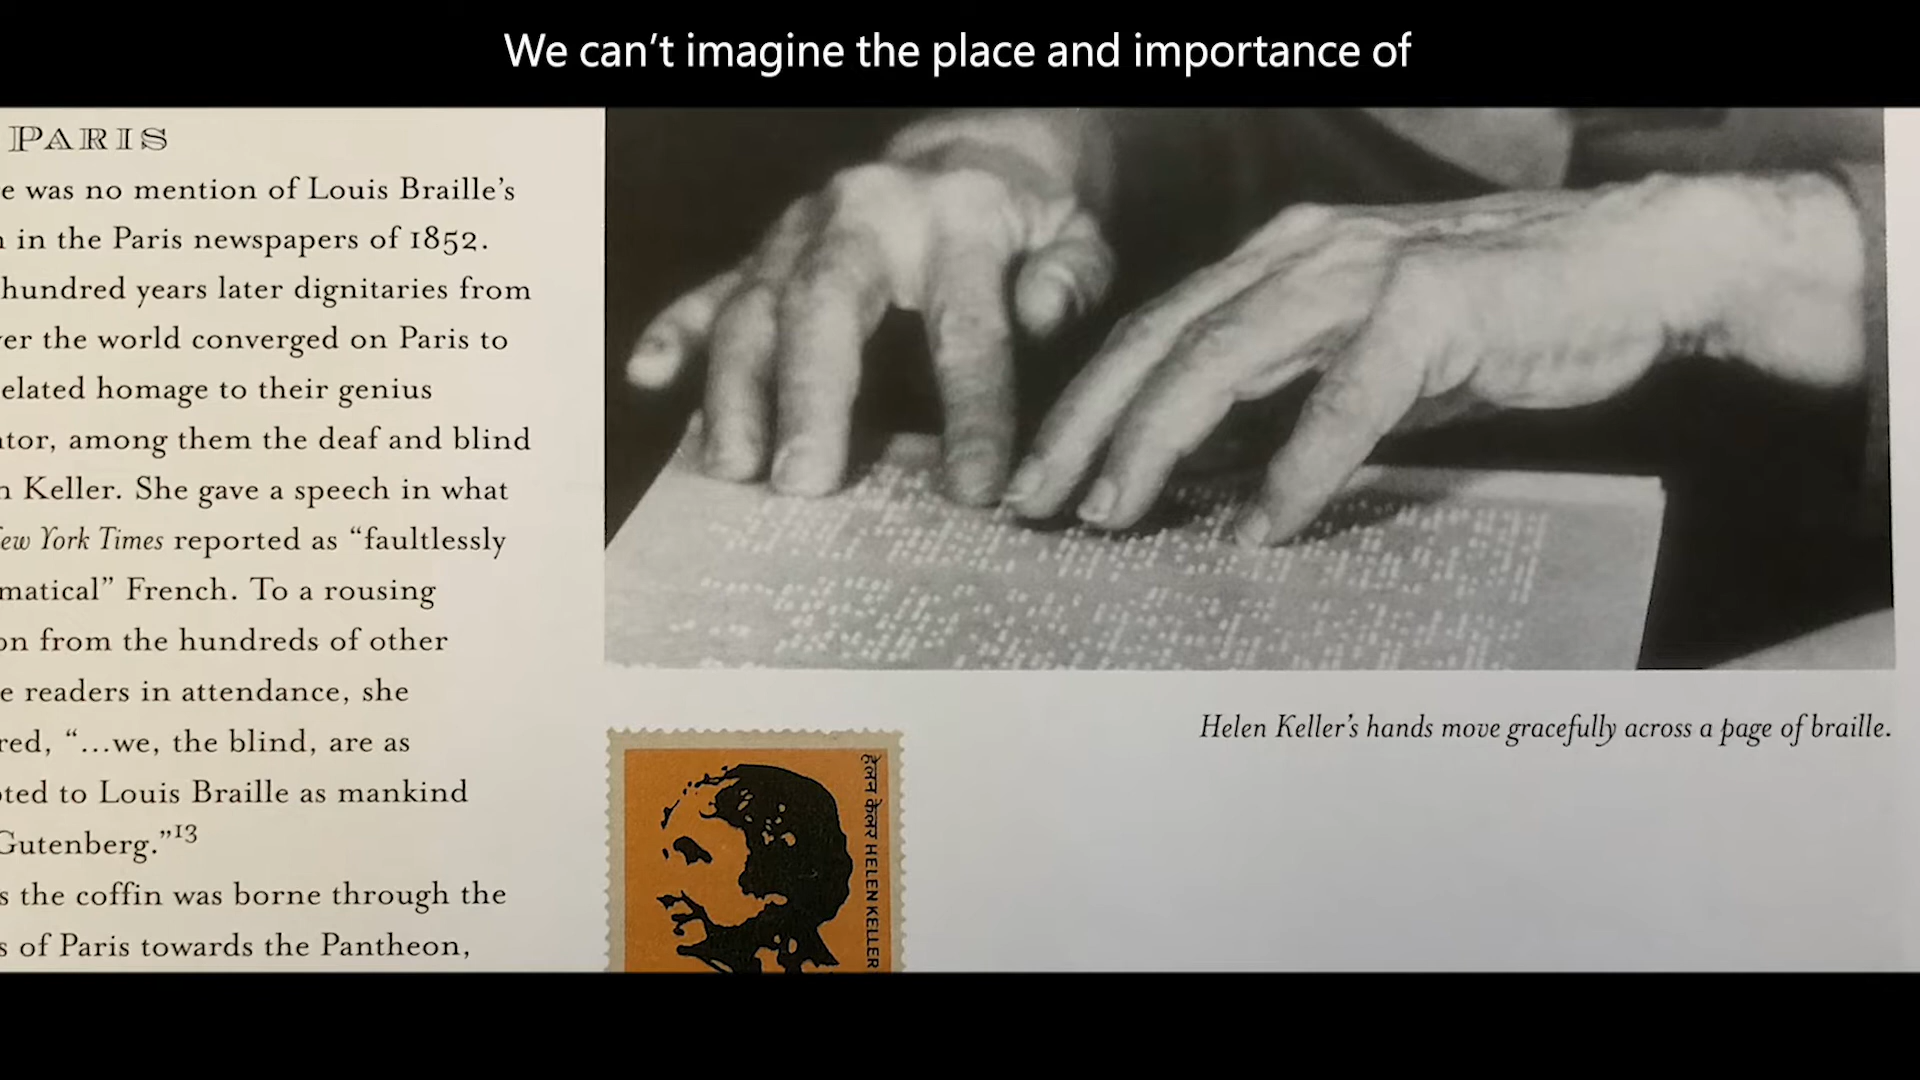 We can’t imagine the place and importance of
PARIS
e was no mention of Louis Braille’s
in the Paris newspapers of 1852.
hundred years later dignitaries from
er the world converged on Paris to
elated homage to their genius
tor, among them the deaf and blind
Keller. She gave a speech in what
ew York Times reported as “faultlessly
matical” French. To a rousing
on from the hundreds of other
e readers in attendance, she
red, “...we, the blind, are as
ted to Louis Braille as mankind
Gutenberg.”13
s the coffin was borne through the
s of Paris towards the Pantheon,
Helen Keller’s hands move gracefully across a page of braille.
हेलन केलर HELEN KELLER